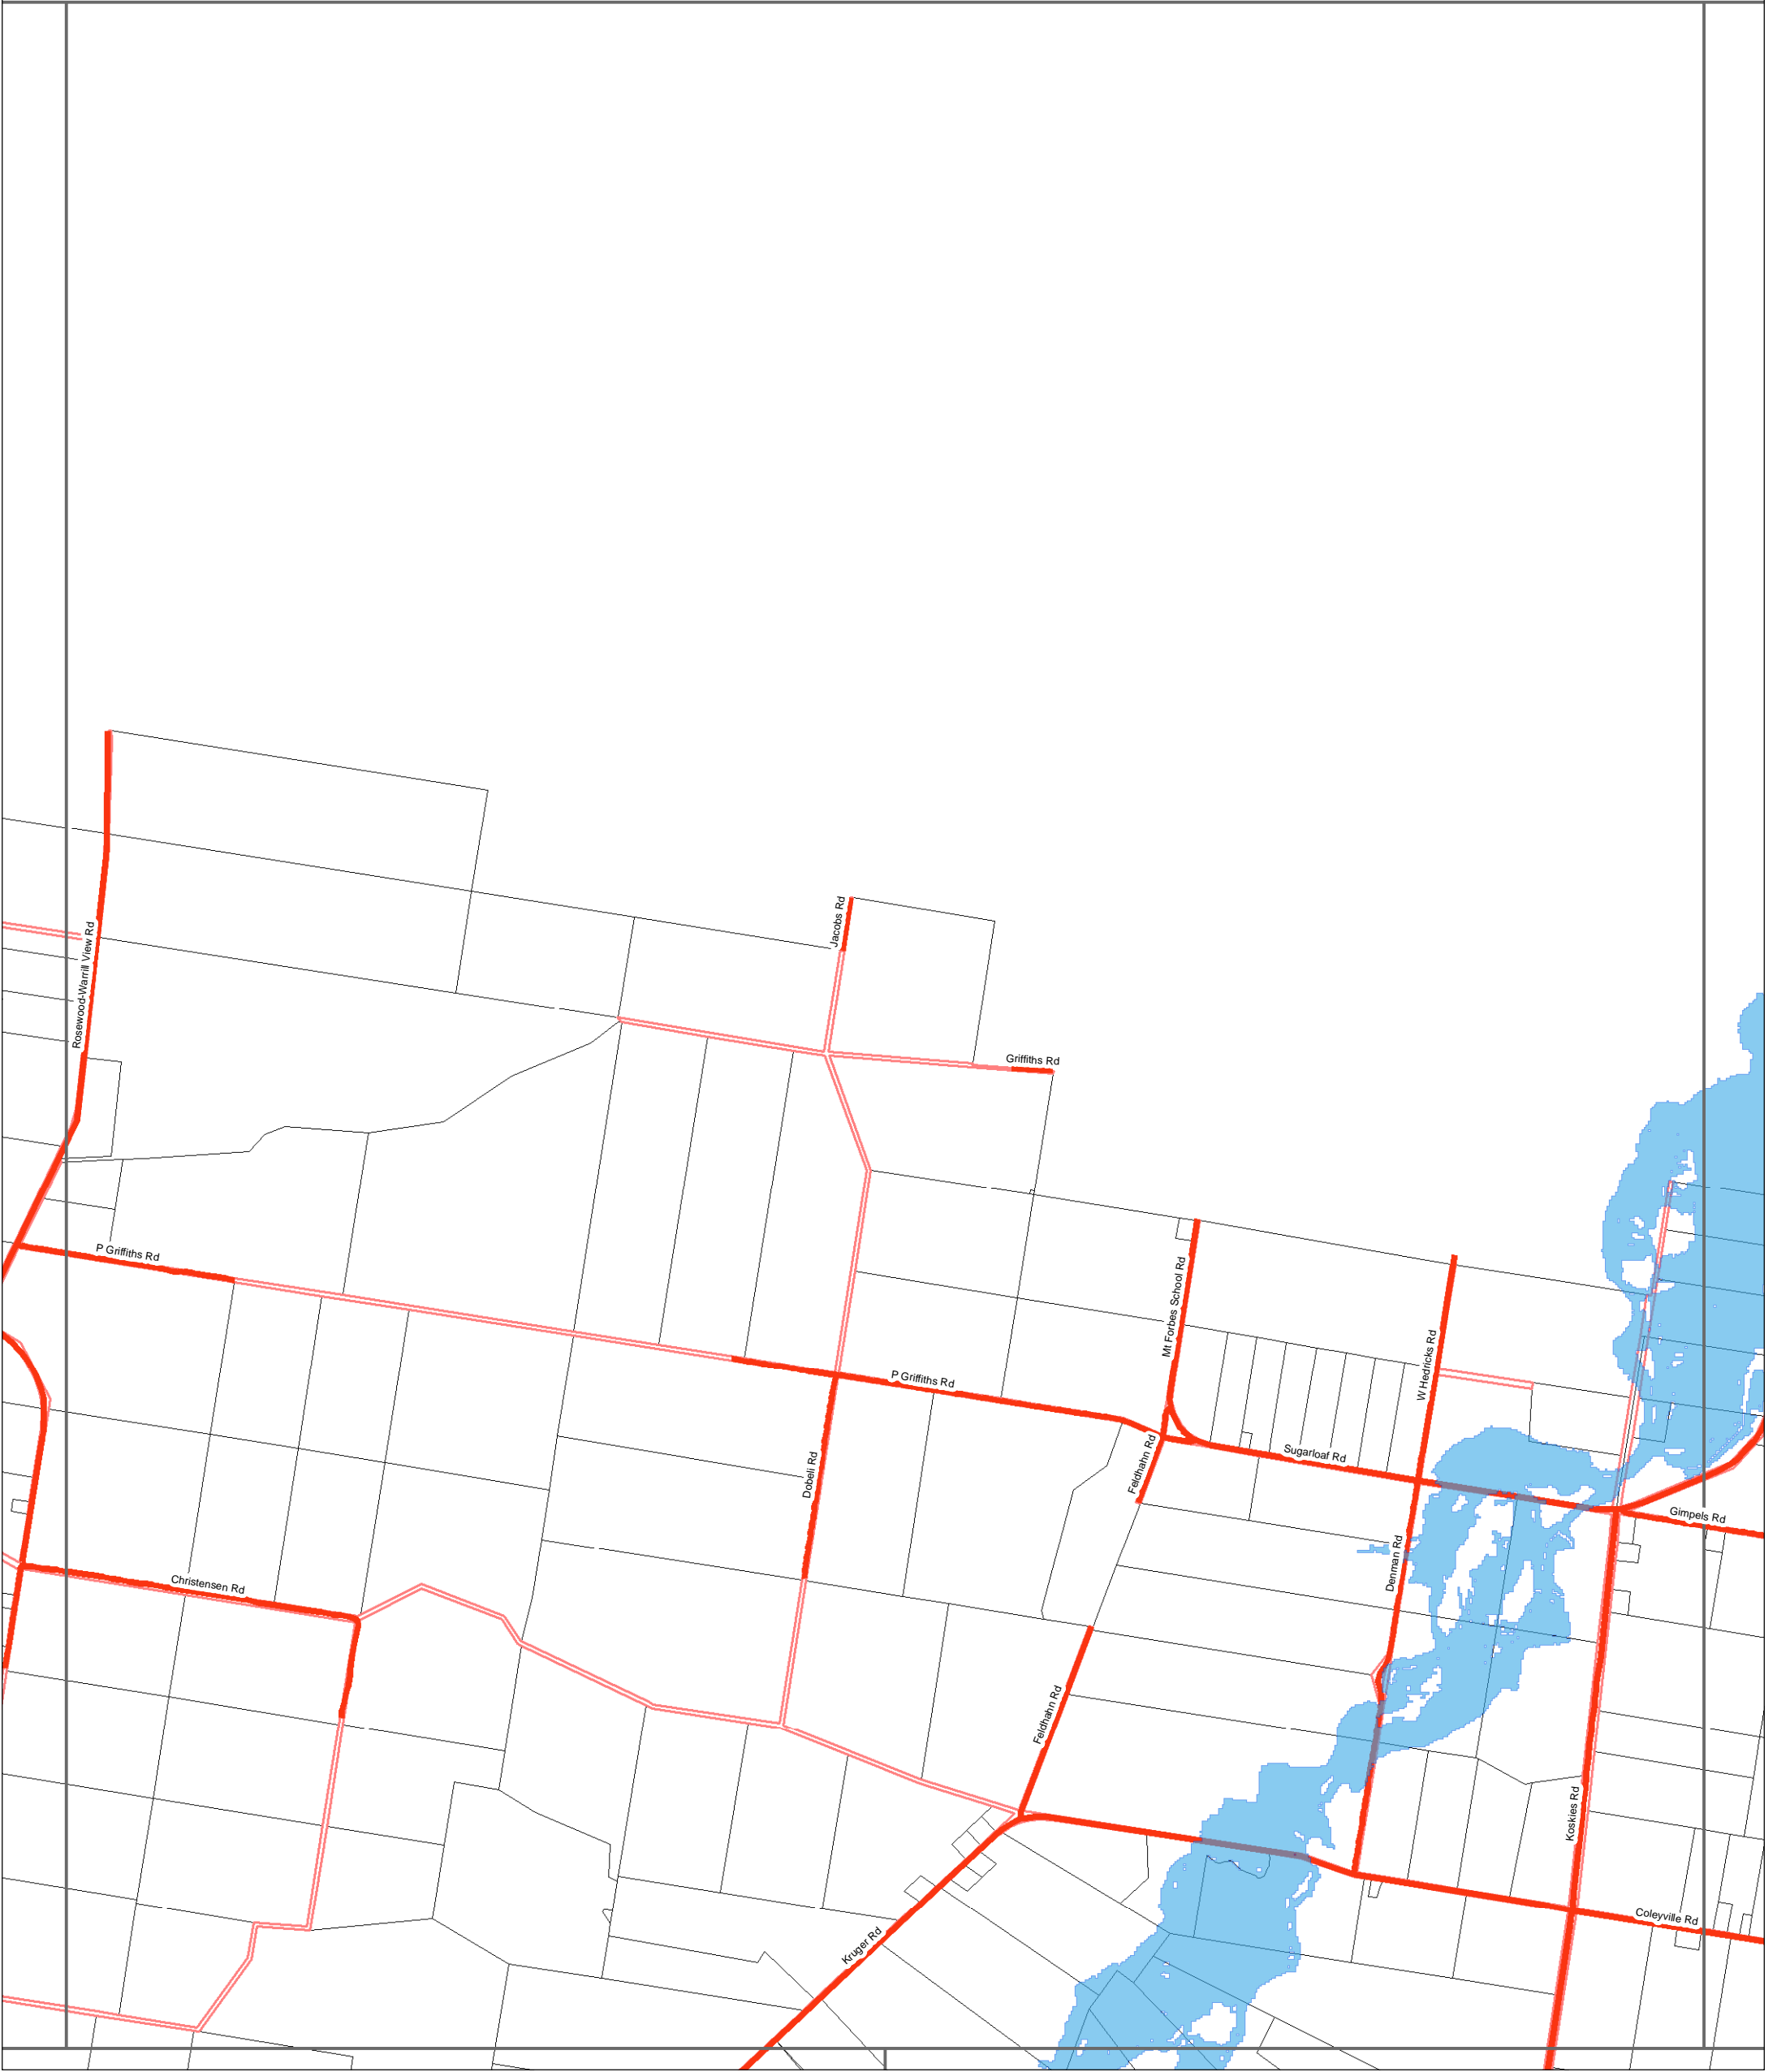 Jacobs Rd
Rosewood-Warrill View Rd
Griffiths Rd
P Griffiths Rd
Mt Forbes School Rd
W Hedricks Rd
P Griffiths Rd
Feldhahn Rd
Sugarloaf Rd
Dobeli Rd
Gimpels Rd
Denman Rd
Christensen Rd
Feldhahn Rd
Koskies Rd
Coleyville Rd
Kruger Rd